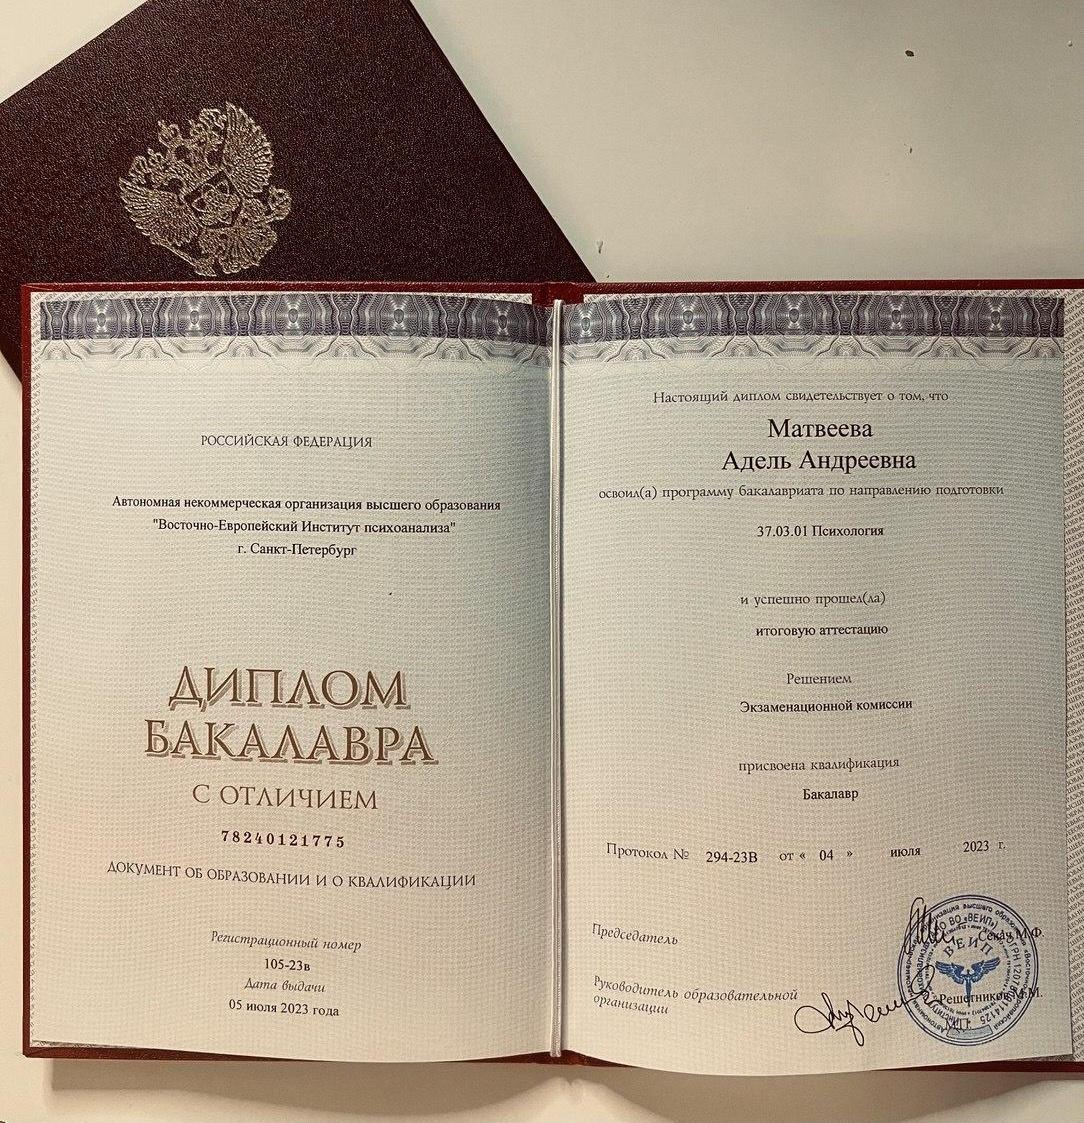 РОССИЙСКАЯ ФЕДЕРАЦИЯ
Автономная некоммерческая организация высшего образования
"Восточно-Европейский Институт психоанализа"
г. Санкт-Петербург
ДИПЛОМ
БАКАЛАВРА
С ОТЛИЧИЕМ
78240121775
ДОКУМЕНТ ОБ ОБРАЗОВАНИИ И О КВАЛИФИКАЦИИ
Регистрационный номер
105-23в
Дата выдачи
05 июля 2023 года
Настоящий диплом свидетельствует о том, что
Матвеева
Адель Андреевна
освоил(а) программу бакалавриата по направлению подготовки
37.03.01 Психология
и успешно прошел(ла)
итоговую аттестацию
Решением
Экзаменационной комиссии
присвоена квалификация
Бакалавр
Протокол № 294-23В от « 04 » июля 2023 г.
Председатель
Секач М.Ф.
Руководитель образовательной
организации
Решетников М.М.
М.П.
ВЕИП